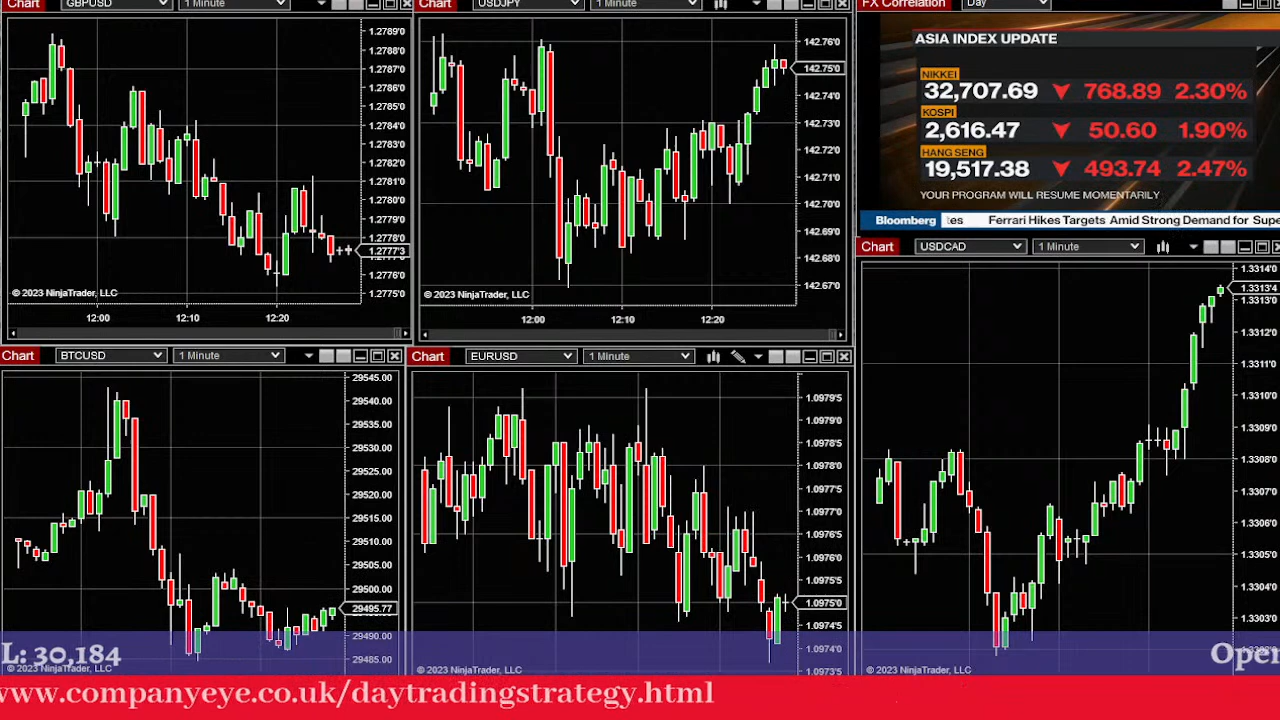 Chart GBPUSD 1 Minute
1.2789'0
1.2788'0
1.2787'0
1.2786'0
1.2785'0
1.2784'0
1.2783'0
1.2782'0
1.2781'0
1.2780'0
1.2779'0
1.2778'0
1.2777'3
1.2776'0
1.2775'0
© 2023 NinjaTrader, LLC
12:00 12:10 12:20
Chart USDJPY 1 Minute
142.76'0
142.75'0
142.74'0
142.73'0
142.72'0
142.71'0
142.70'0
142.69'0
142.68'0
142.67'0
© 2023 NinjaTrader, LLC
12:00 12:10 12:20
FX Correlation Day
ASIA INDEX UPDATE
NIKKEI
32,707.69 768.89 2.30%
KOSPI
2,616.47 50.60 1.90%
HANG SENG
19,517.38 493.74 2.47%
YOUR PROGRAM WILL RESUME MOMENTARILY
Bloomberg tes Ferrari Hikes Targets Amid Strong Demand for Supe
Chart BTCUSD 1 Minute
29545.00
29540.00
29535.00
29530.00
29525.00
29520.00
29515.00
29510.00
29505.00
29500.00
29495.77
29490.00
29485.00
© 2023 NinjaTrader, LLC
Chart EURUSD 1 Minute
1.0979'5
1.0978'0
1.0977'0
1.0976'0
1.0975'5
1.0975'0
1.0974'5
1.0974'0
1.0973'5
© 2023 NinjaTrader, LLC
Chart USDCAD 1 Minute
1.3314'0
1.3313'4
1.3313'0
1.3312'0
1.3311'0
1.3310'0
1.3309'0
1.3308'0
1.3307'0
1.3306'0
1.3305'0
1.3304'0
1.3303'0
© 2023 NinjaTrader, LLC
L: 30,184 Open
www.companyeye.co.uk/daytradingstrategy.html